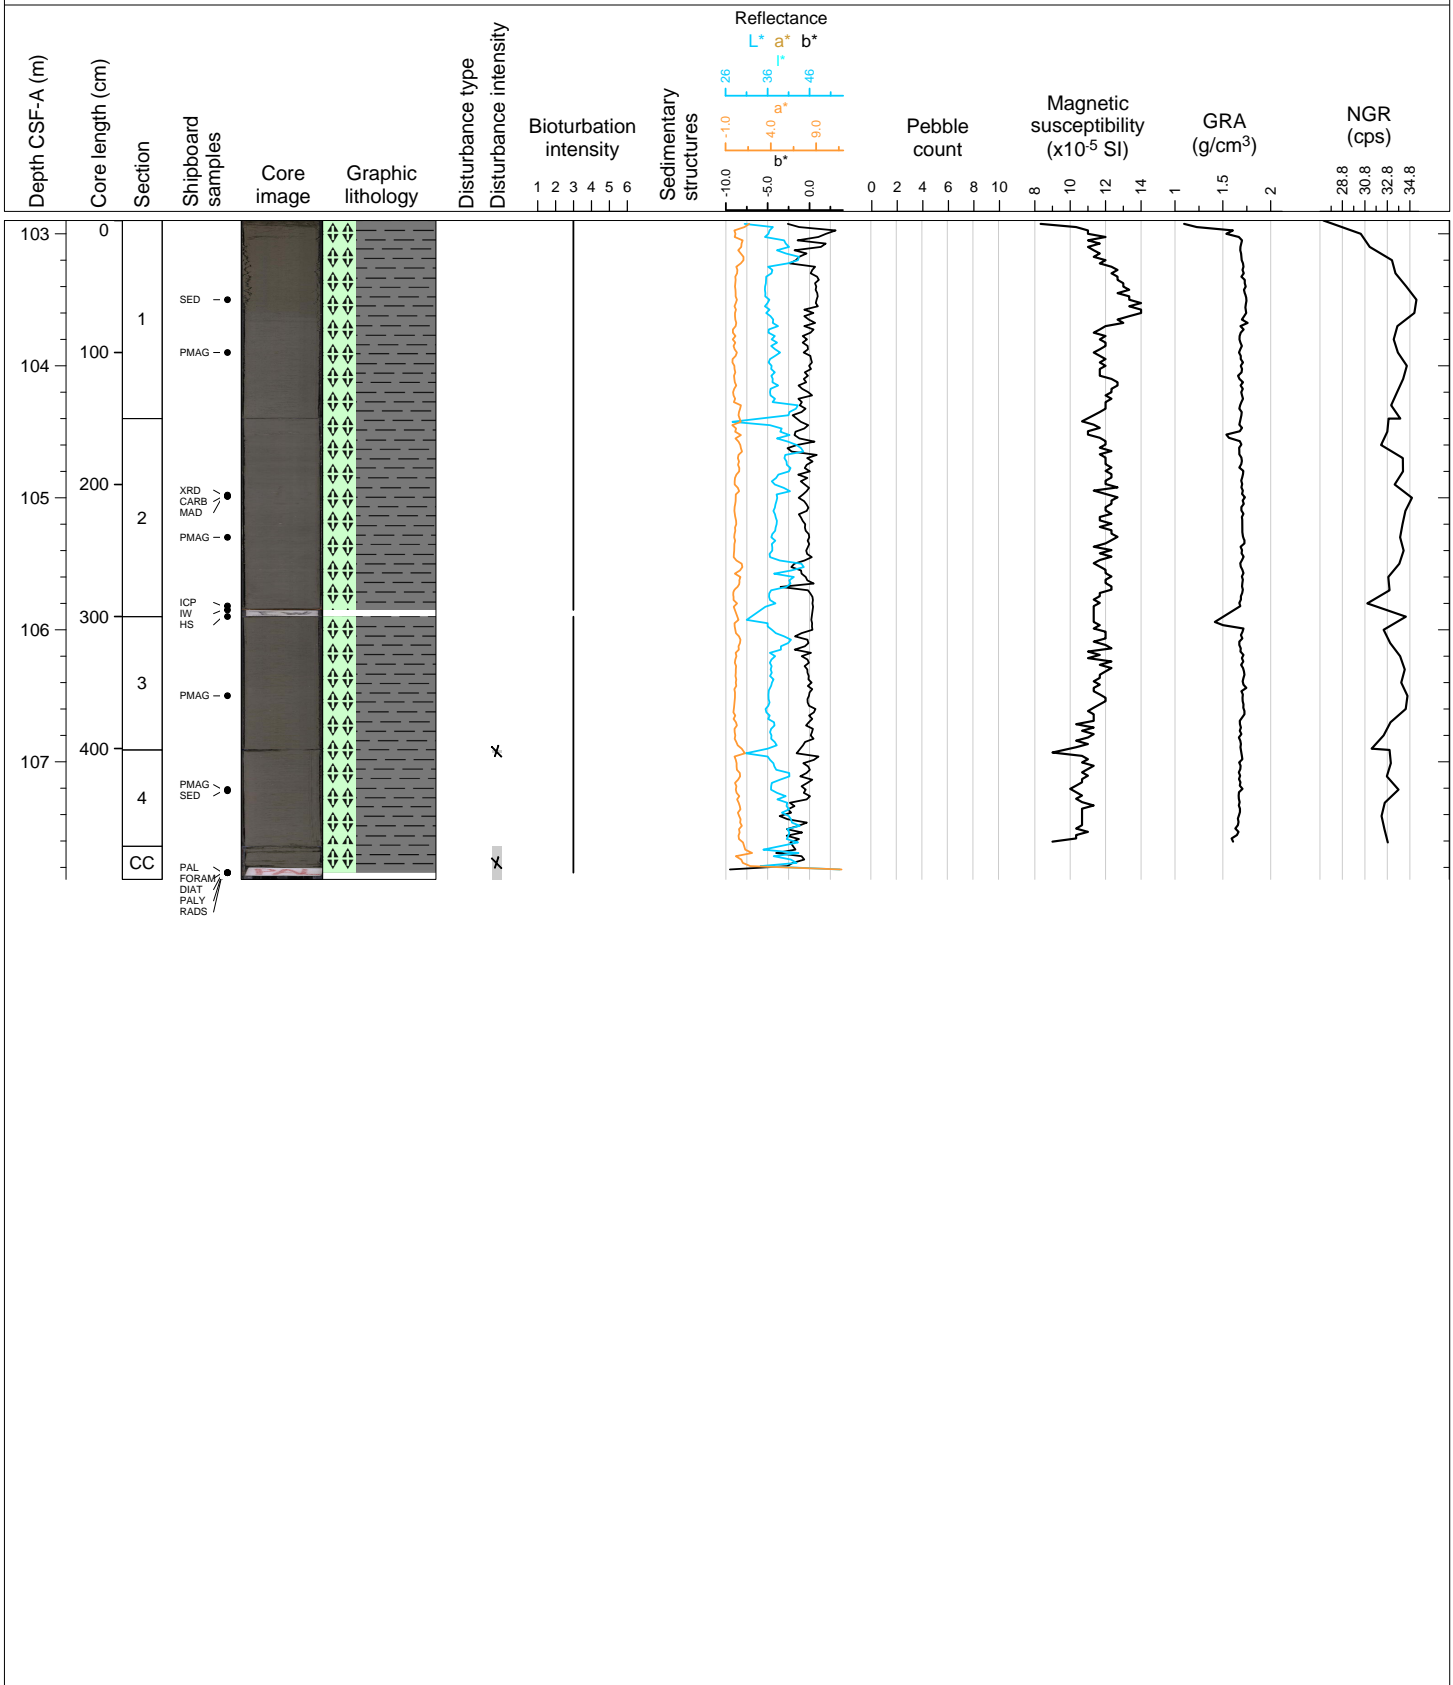 Depth CSF-A (m)
Core length (cm)
Section
Shipboard
samples
Core
image
Graphic
lithology
Disturbance type
Disturbance intensity
Bioturbation
intensity
1 2 3 4 5 6
Sedimentary
structures
Reflectance
L* a* b*
l*
26 36 46
a*
-1.0 4.0 9.0
b*
-10.0 -5.0 0.0
Pebble
count
0 2 4 6 8 10
Magnetic
susceptibility
(x10-5 SI)
8 10 12 14
GRA
(g/cm3)
1 1.5 2
NGR
(cps)
28.8 30.8 32.8 34.8
103
104
105
106
107
0
100
200
300
400
1
2
3
4
CC
SED
PMAG
XRD
CARB
MAD
PMAG
ICP
IW
HS
PMAG
PMAG
SED
PAL
FORAM
DIAT
PALY
RADS